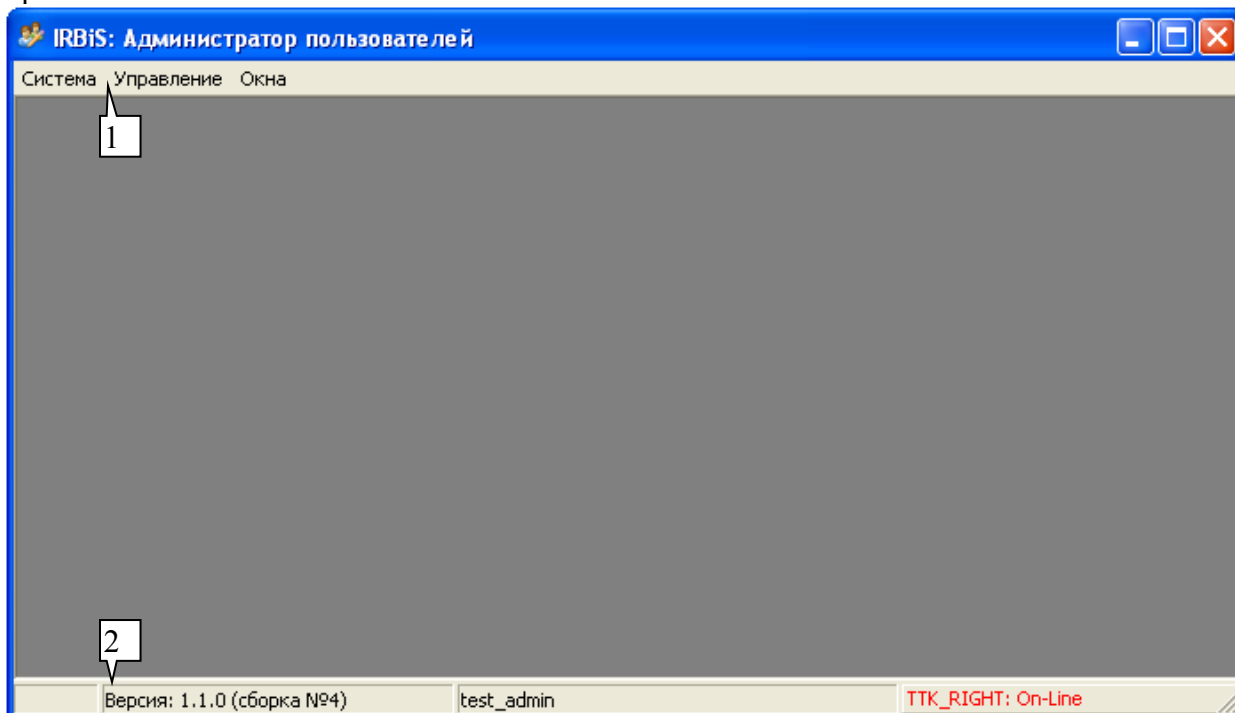 IRBiS: Администратор пользователей
Система Управление Окна
1
2
Версия: 1.1.0 (сборка №4) test_admin TTK_RIGHT: On-Line